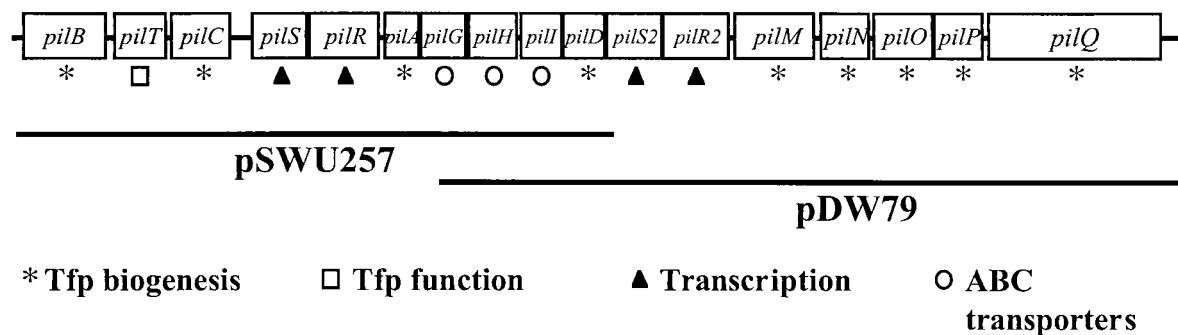 pilB pilT pilC pilS pilR pilA pilG pilH pilI pilD pilS2 pilR2 pilM pilN pilO pilP pilQ
* □ * ▲ ▲ * ○ ○ ○ * ▲ ▲ * * * * *
pSWU257
pDW79
* Tfp biogenesis □ Tfp function ▲ Transcription ○ ABC
transporters